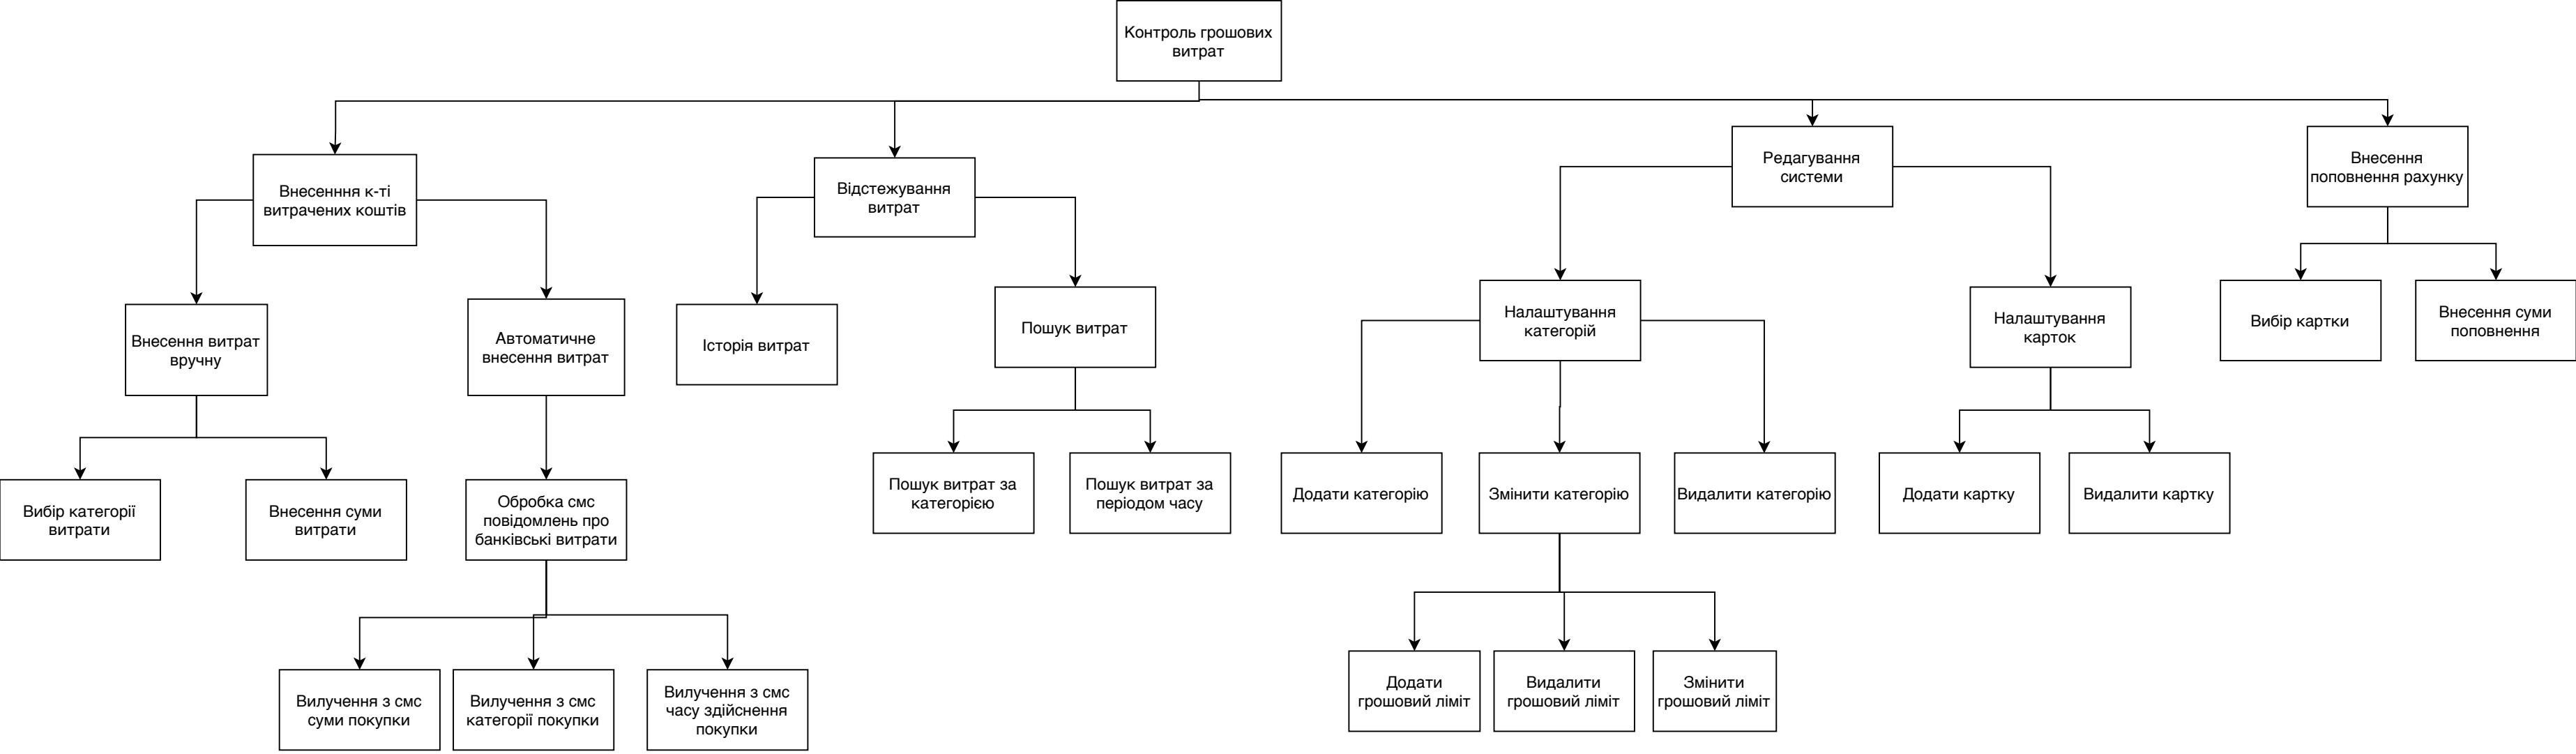 Контроль грошових
витрат
Внесенння к-ті
витрачених коштів
Відстежування
витрат
Редагування
системи
Внесення
поповнення рахунку
Внесення витрат
вручну
Автоматичне
внесення витрат
Історія витрат
Пошук витрат
Налаштування
категорій
Налаштування
карток
Вибір картки
Внесення суми
поповнення
Вибір категорії
витрати
Внесення суми
витрати
Обробка смс
повідомлень про
банківські витрати
Пошук витрат за
категорією
Пошук витрат за
періодом часу
Додати категорію
Змінити категорію
Видалити категорію
Додати картку
Видалити картку
Вилучення з смс
суми покупки
Вилучення з смс
категорії покупки
Вилучення з смс
часу здійснення
покупки
Додати
грошовий ліміт
Видалити
грошовий ліміт
Змінити
грошовий ліміт